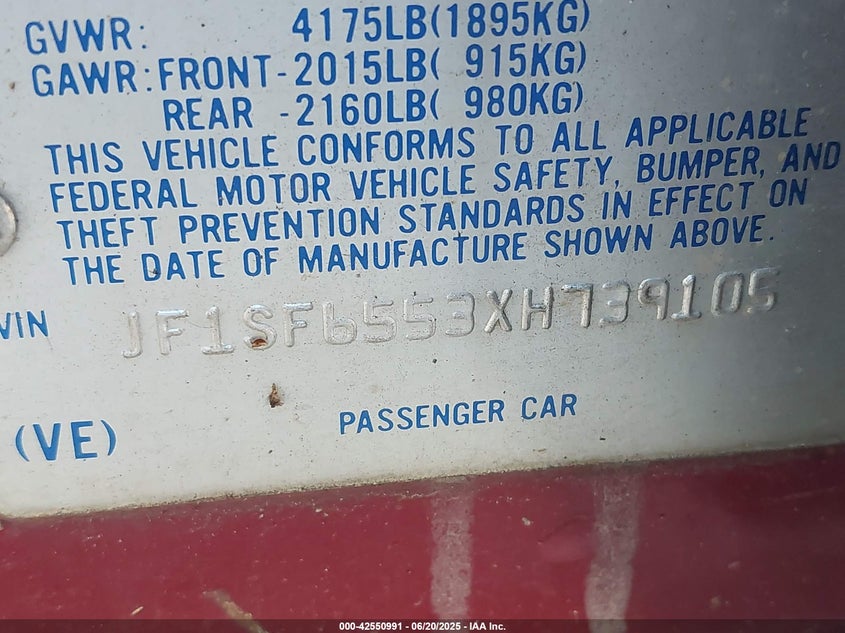 GVWR: 4175LB(1895KG)
GAWR:FRONT-2015LB( 915KG)
REAR -2160LB( 980KG)
THIS VEHICLE CONFORMS TO ALL APPLICABLE
FEDERAL MOTOR VEHICLE SAFETY, BUMPER, AND
THEFT PREVENTION STANDARDS IN EFFECT ON
THE DATE OF MANUFACTURE SHOWN ABOVE.
VIN JF1SF6553XH739105
(VE) PASSENGER CAR
000-42550991 - 06/20/2025 - IAA Inc.